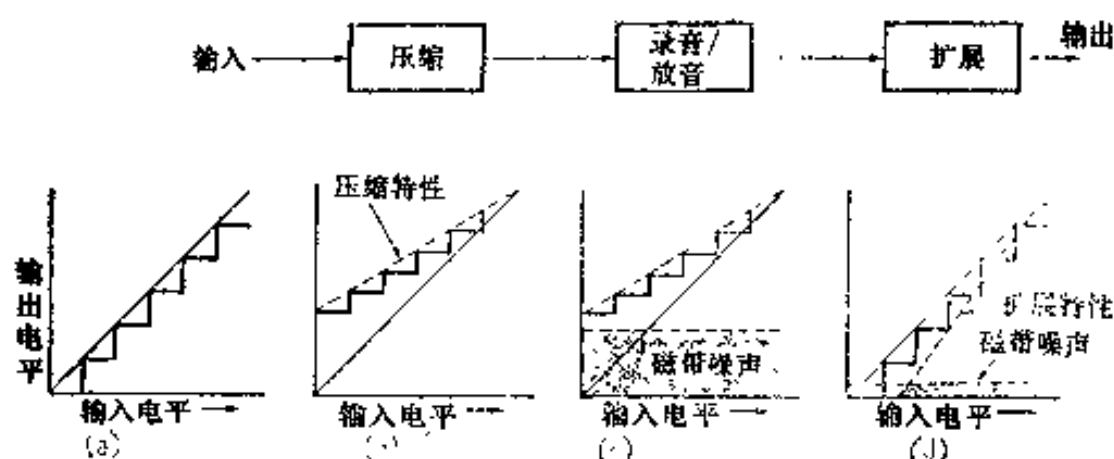 输入
压缩
录音/
放音
扩展
输出
压缩特性
输出电平
磁带噪声
扩展特性
磁带噪声
输入电平
输入电平
输入电平
输入电平
(a)
(d)